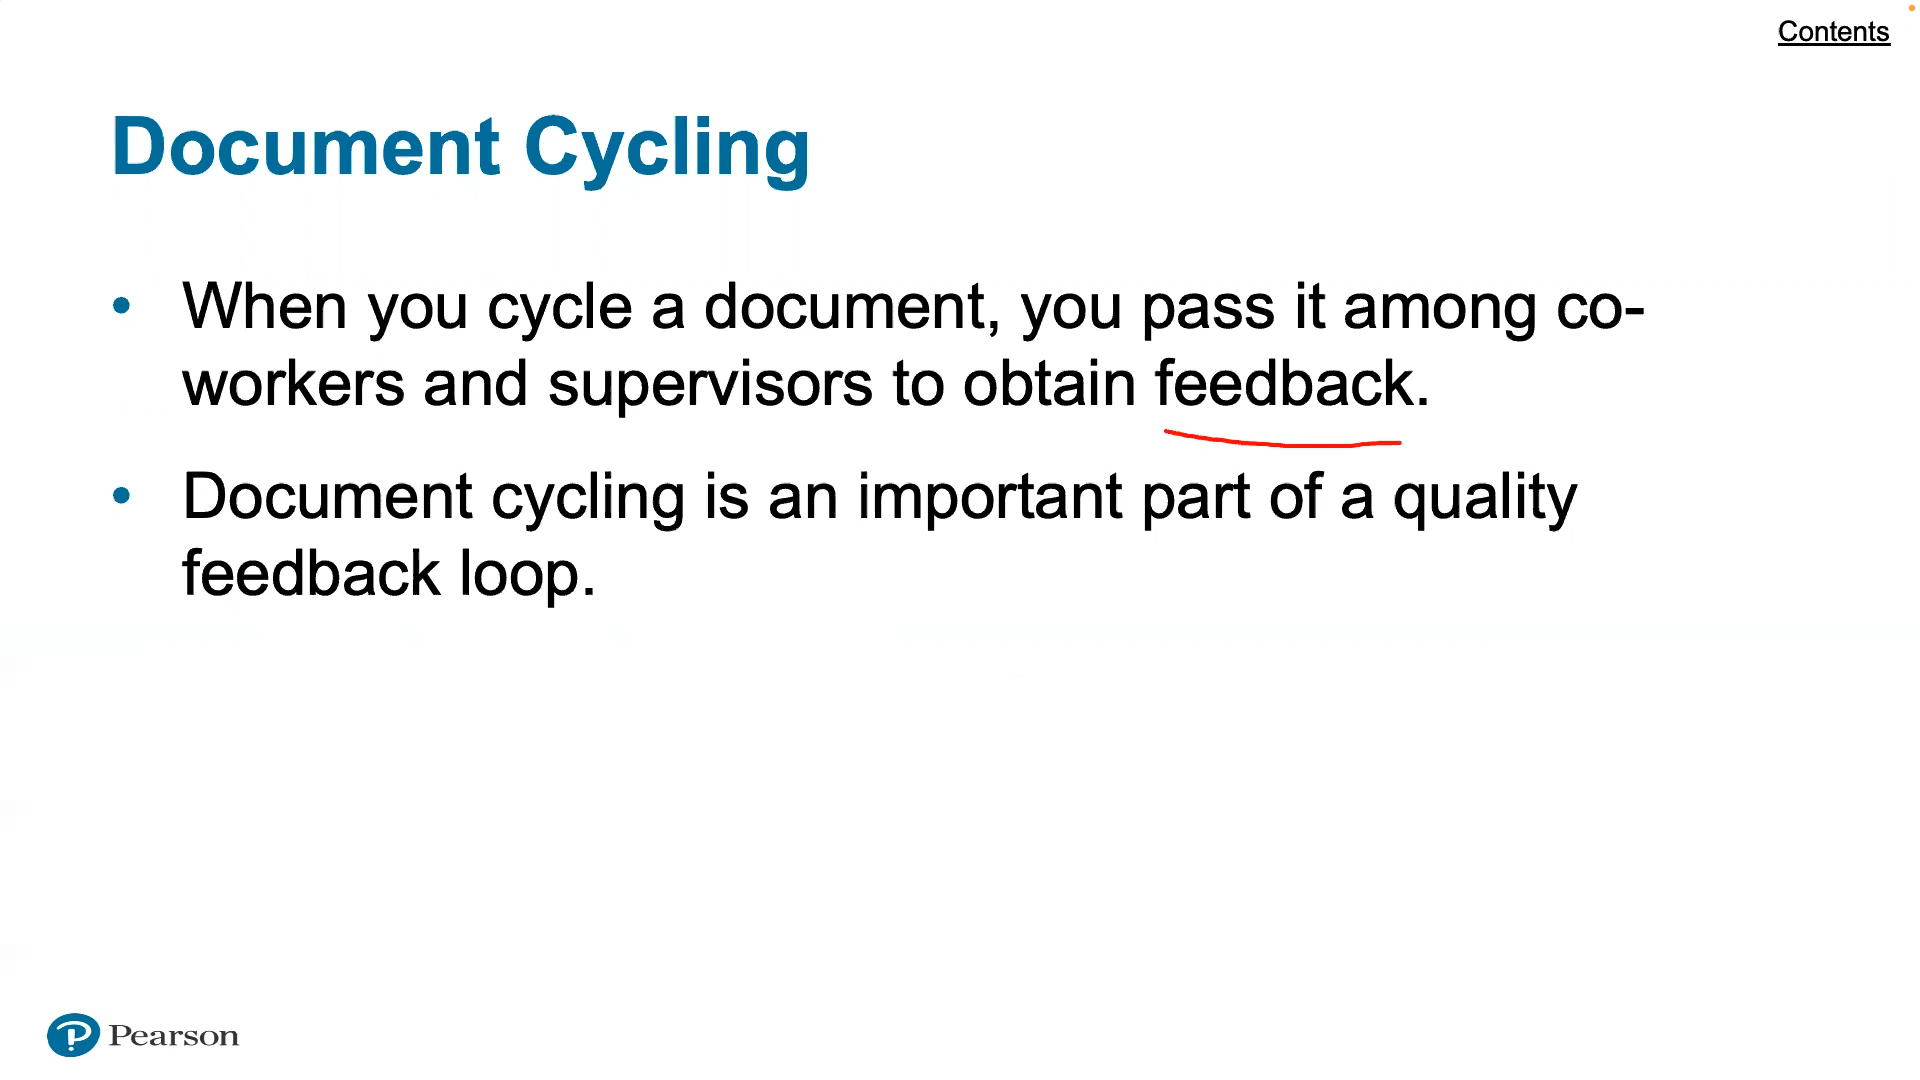 Contents
Document Cycling
• When you cycle a document, you pass it among co-
workers and supervisors to obtain feedback.
• Document cycling is an important part of a quality
feedback loop.
P Pearson